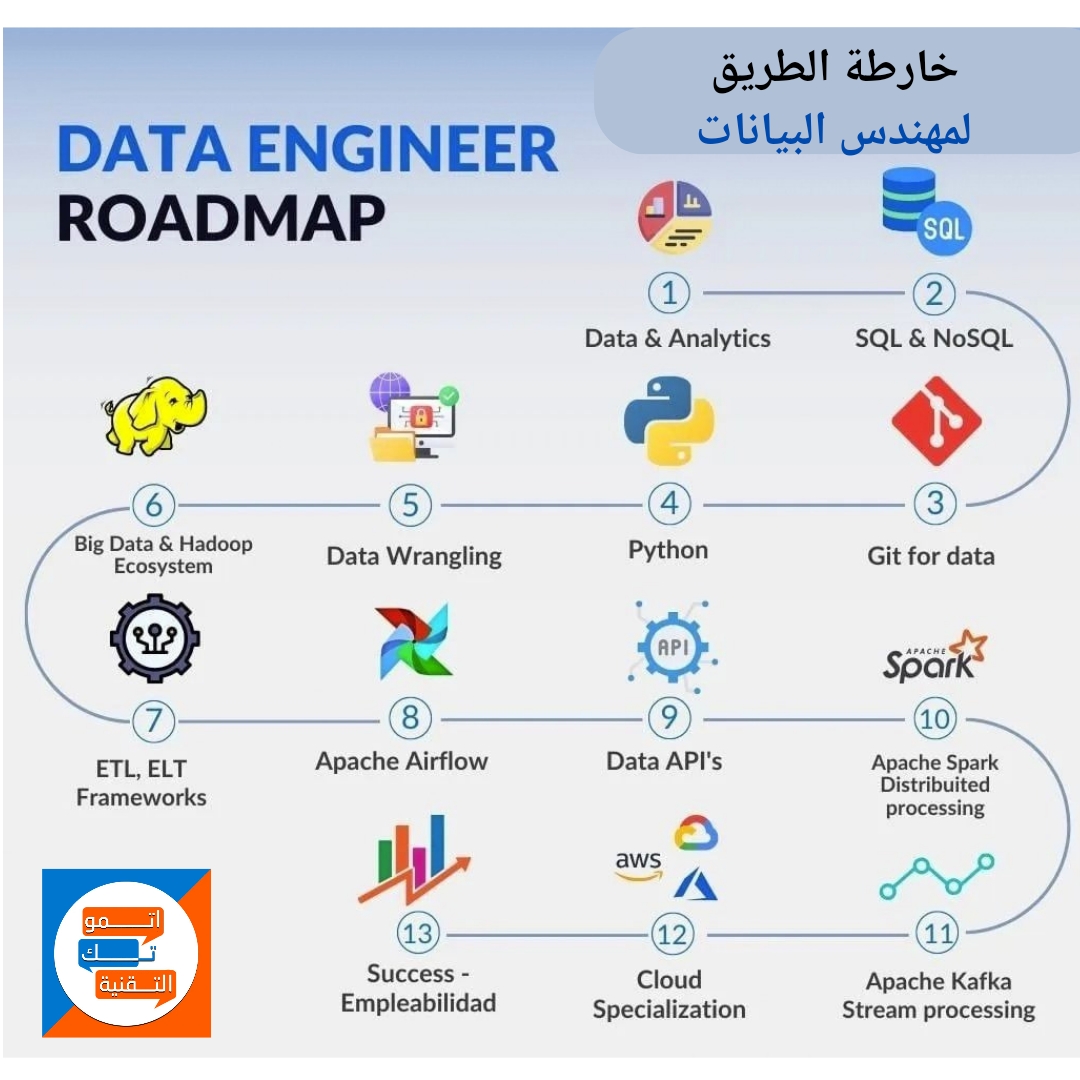 خارطة الطريق
لمهندس البيانات
DATA ENGINEER
ROADMAP
SQL
1
2
Data & Analytics
SQL & NoSQL
6
5
4
3
Big Data & Hadoop
Ecosystem
Data Wrangling
Python
Git for data
API
APACHE
Spark
7
8
9
10
ETL, ELT
Frameworks
Apache Airflow
Data API's
Apache Spark
Distribuited
processing
aws
13
12
11
Success -
Empleabilidad
Cloud
Specialization
Apache Kafka
Stream processing
اتـــمو
تــك
التــقنية